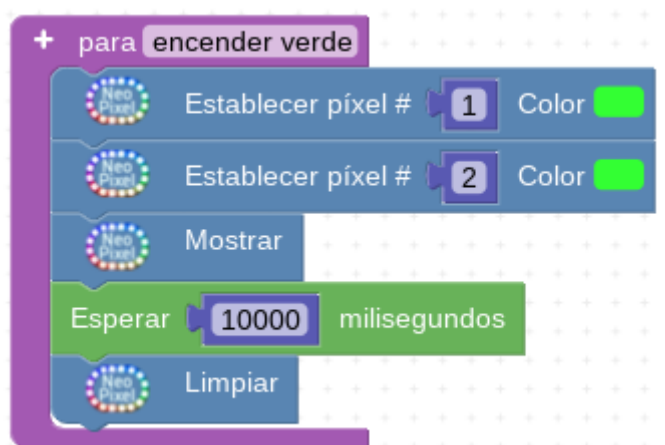 + para encender verde
Neo Pixel Establecer píxel # 1 Color
Neo Pixel Establecer píxel # 2 Color
Neo Pixel Mostrar
Esperar 10000 milisegundos
Neo Pixel Limpiar